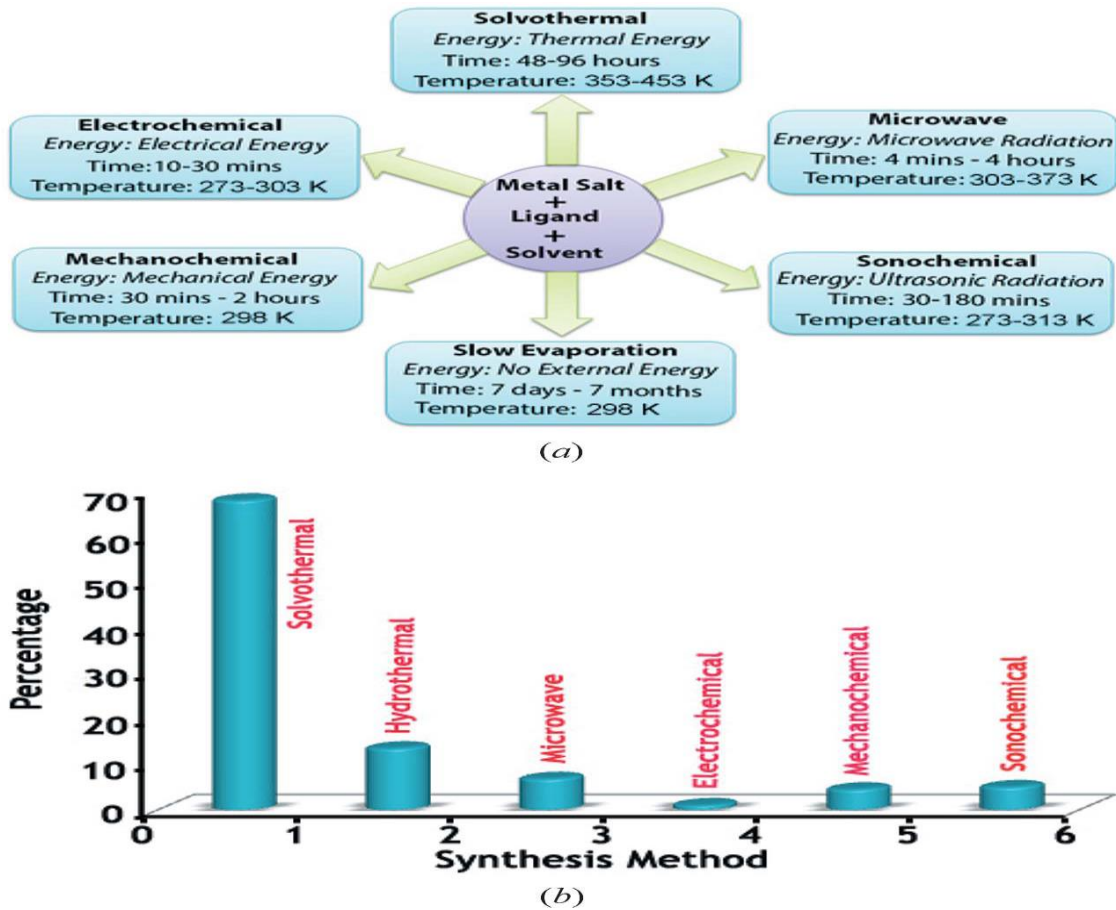 Solvothermal
Energy: Thermal Energy
Time: 48-96 hours
Temperature: 353-453 K
Electrochemical
Energy: Electrical Energy
Time:10-30 mins
Temperature: 273-303 K
Microwave
Energy: Microwave Radiation
Time: 4 mins - 4 hours
Temperature: 303-373 K
Metal Salt
+
Ligand
+
Solvent
Mechanochemical
Energy: Mechanical Energy
Time: 30 mins - 2 hours
Temperature: 298 K
Sonochemical
Energy: Ultrasonic Radiation
Time: 30-180 mins
Temperature: 273-313 K
Slow Evaporation
Energy: No External Energy
Time: 7 days - 7 months
Temperature: 298 K
(a)
Percentage
70
60
50
40
30
20
10
0
Solvothermal
Hydrothermal
Microwave
Electrochemical
Mechanochemical
Sonochemical
0 1 2 3 4 5 6
Synthesis Method
(b)